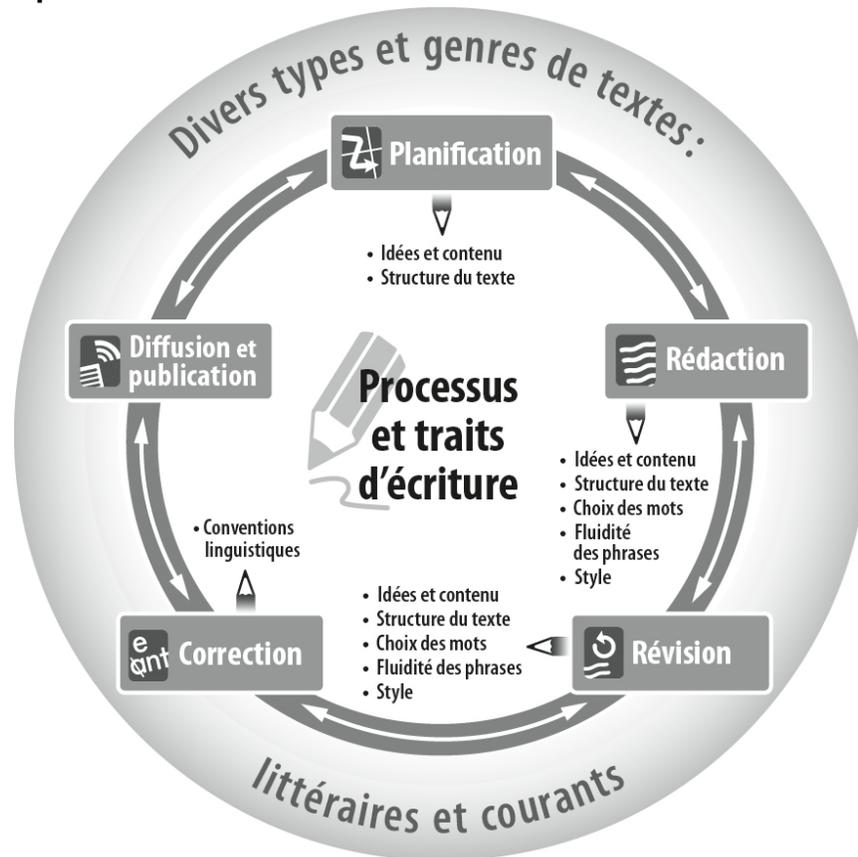 Divers types et genres de textes:
Planification
• Idées et contenu
• Structure du texte
Diffusion et
publication
Rédaction
Processus
et traits
d'écriture
• Idées et contenu
• Structure du texte
• Choix des mots
• Fluidité
des phrases
• Style
• Conventions
linguistiques
• Idées et contenu
• Structure du texte
• Choix des mots
• Fluidité des phrases
• Style
e
ant
Correction
Révision
littéraires et courants